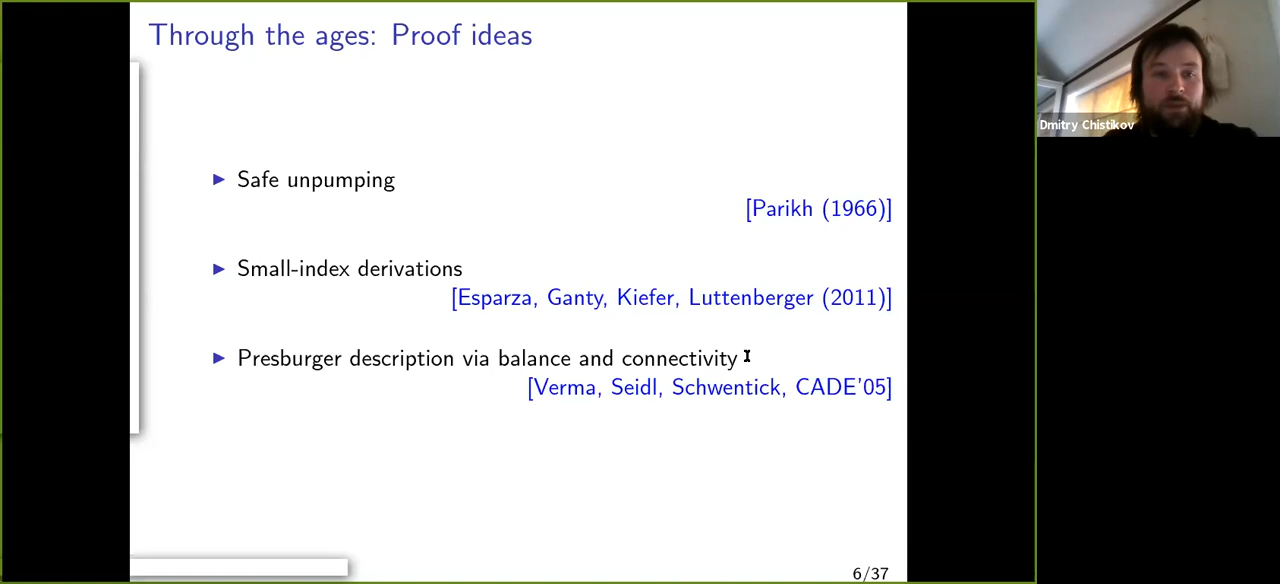 Through the ages: Proof ideas
Dmitry Chistikov
▶ Safe unpumping
[Parikh (1966)]
▶ Small-index derivations
[Esparza, Ganty, Kiefer, Luttenberger (2011)]
▶ Presburger description via balance and connectivity
[Verma, Seidl, Schwentick, CADE'05]
6/37